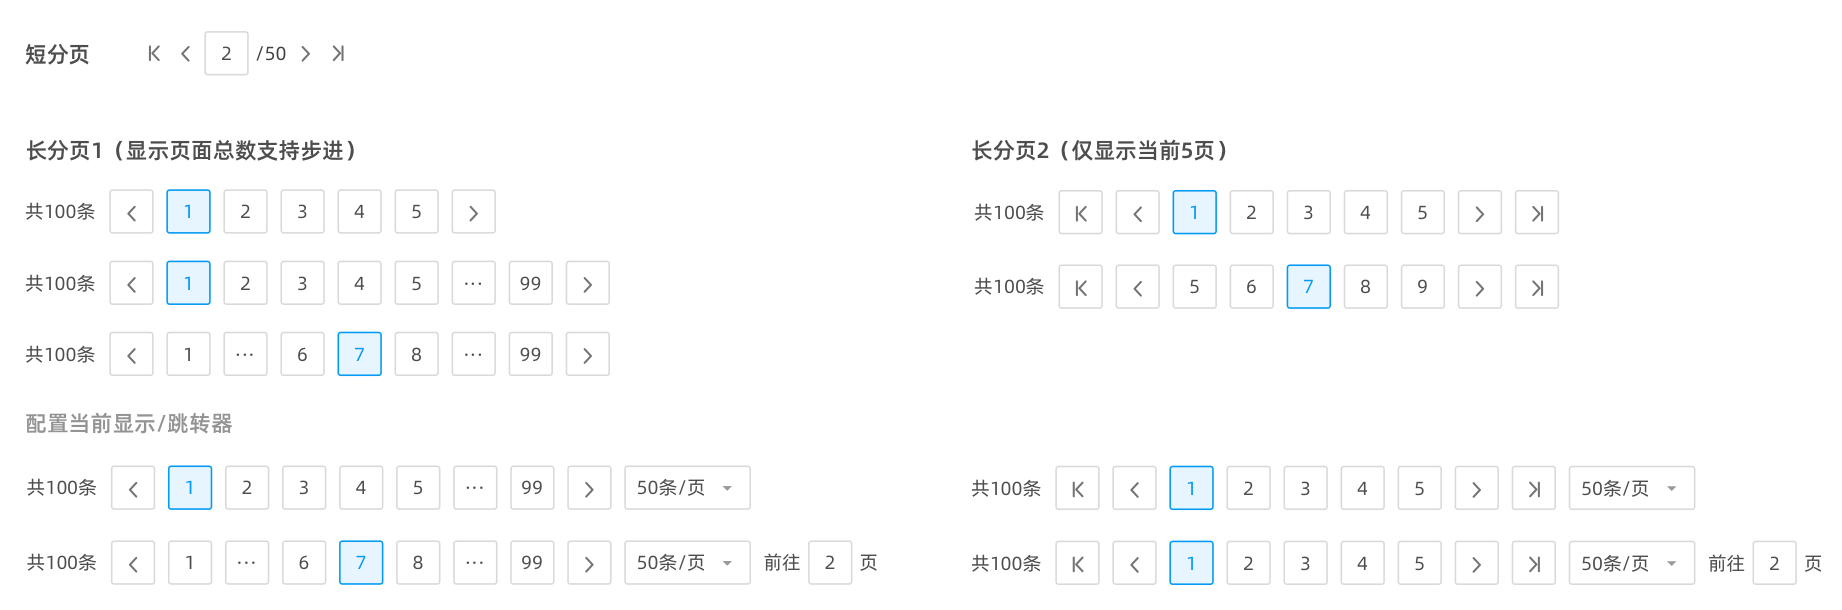 短分页 2 /50
长分页1（显示页面总数支持步进）
共100条 1 2 3 4 5
共100条 1 2 3 4 5 ··· 99
共100条 1 ··· 6 7 8 ··· 99
长分页2（仅显示当前5页）
共100条 1 2 3 4 5
共100条 5 6 7 8 9
配置当前显示/跳转器
共100条 1 2 3 4 5 ··· 99 50条/页
共100条 1 ··· 6 7 8 ··· 99 50条/页 前往 2 页
共100条 1 2 3 4 5 50条/页
共100条 1 2 3 4 5 50条/页 前往 2 页